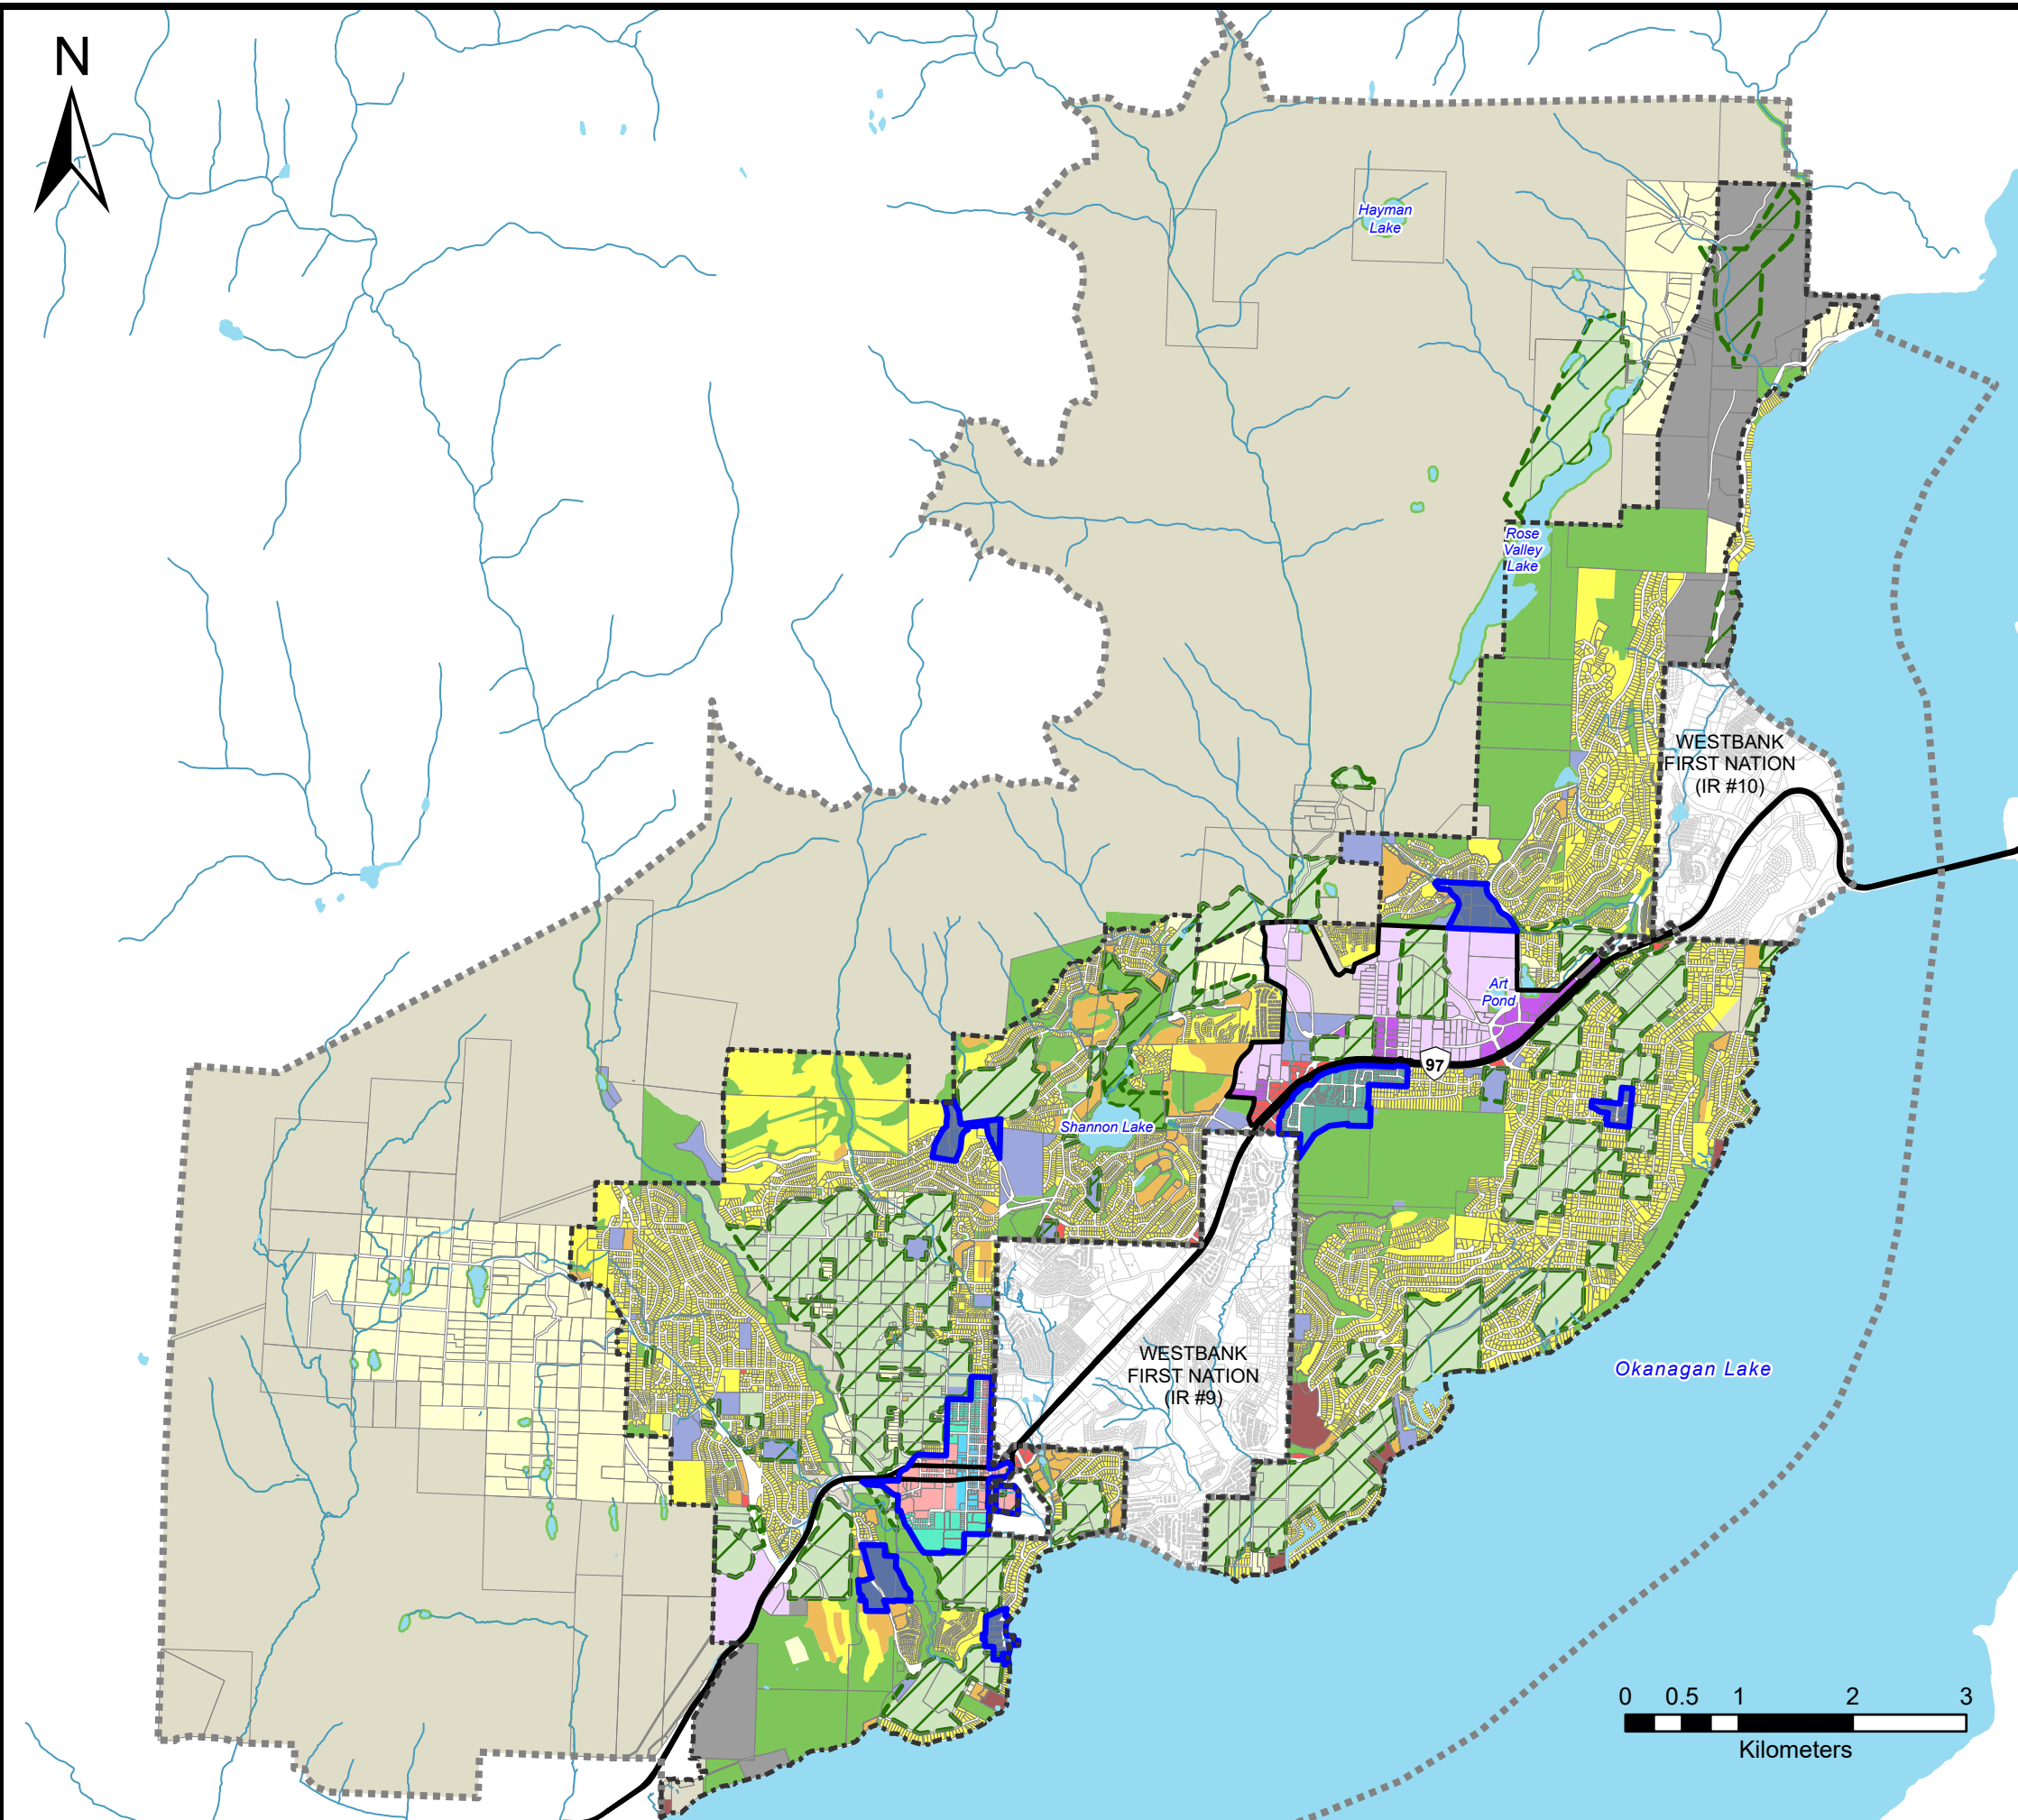 N
Hayman
Lake
Rose
Valley
Lake
WESTBANK
FIRST NATION
(IR #10)
Art
Pond
97
Shannon Lake
WESTBANK
FIRST NATION
(IR #9)
Okanagan Lake
0 0.5 1 2 3
Kilometers